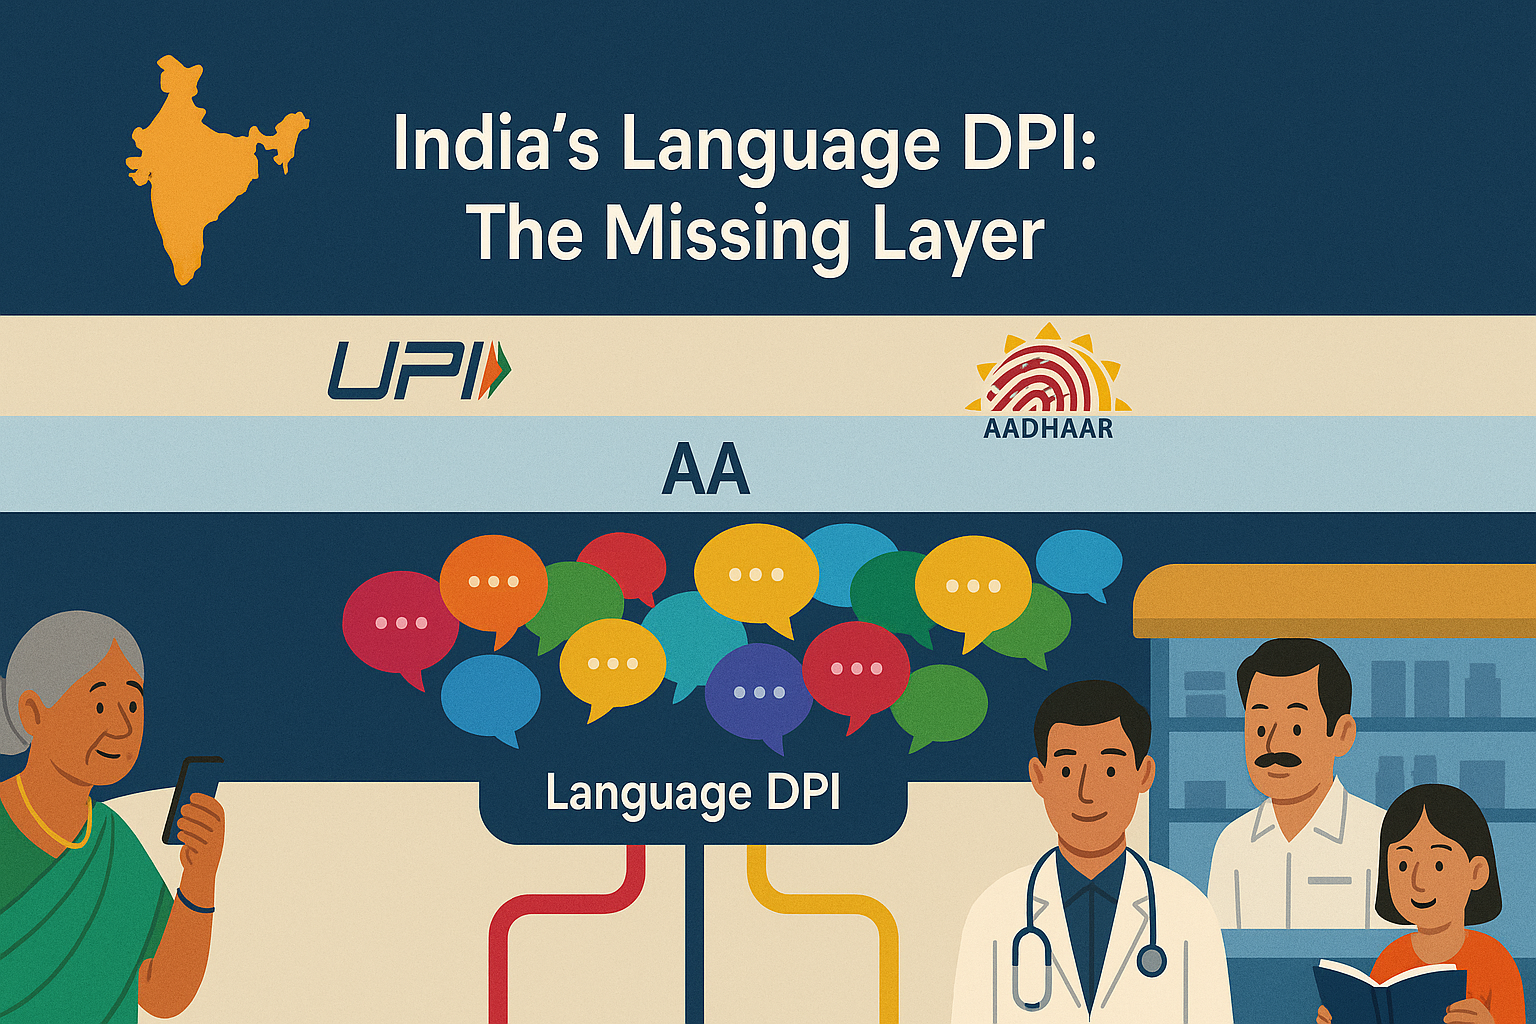 India’s Language DPI:
The Missing Layer
UPI
AADHAAR
AA
Language DPI